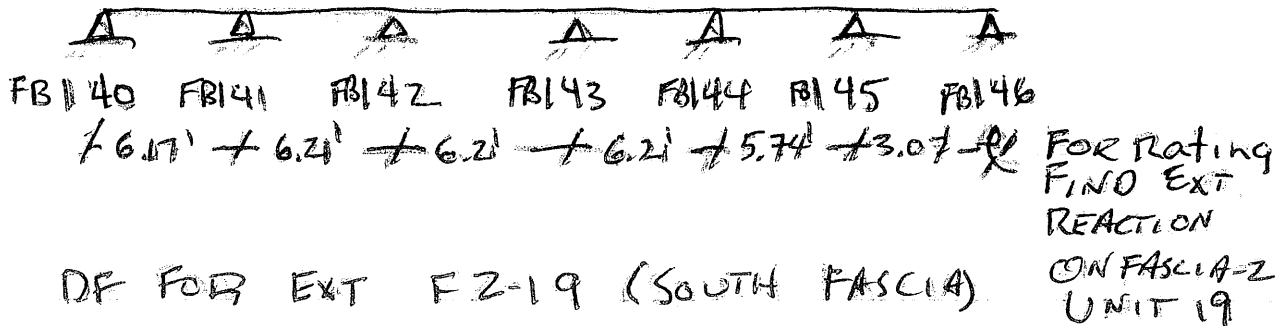 FB140 FB141 FB142 FB143 FB144 FB145 FB146
6.17' 6.21' 6.21 6.21 5.74' 3.07
FOR Rating
FIND EXT
REACTION
ON FASCIA-2
UNIT 19
DF FOR EXT F2-19 (SOUTH FASCIA)